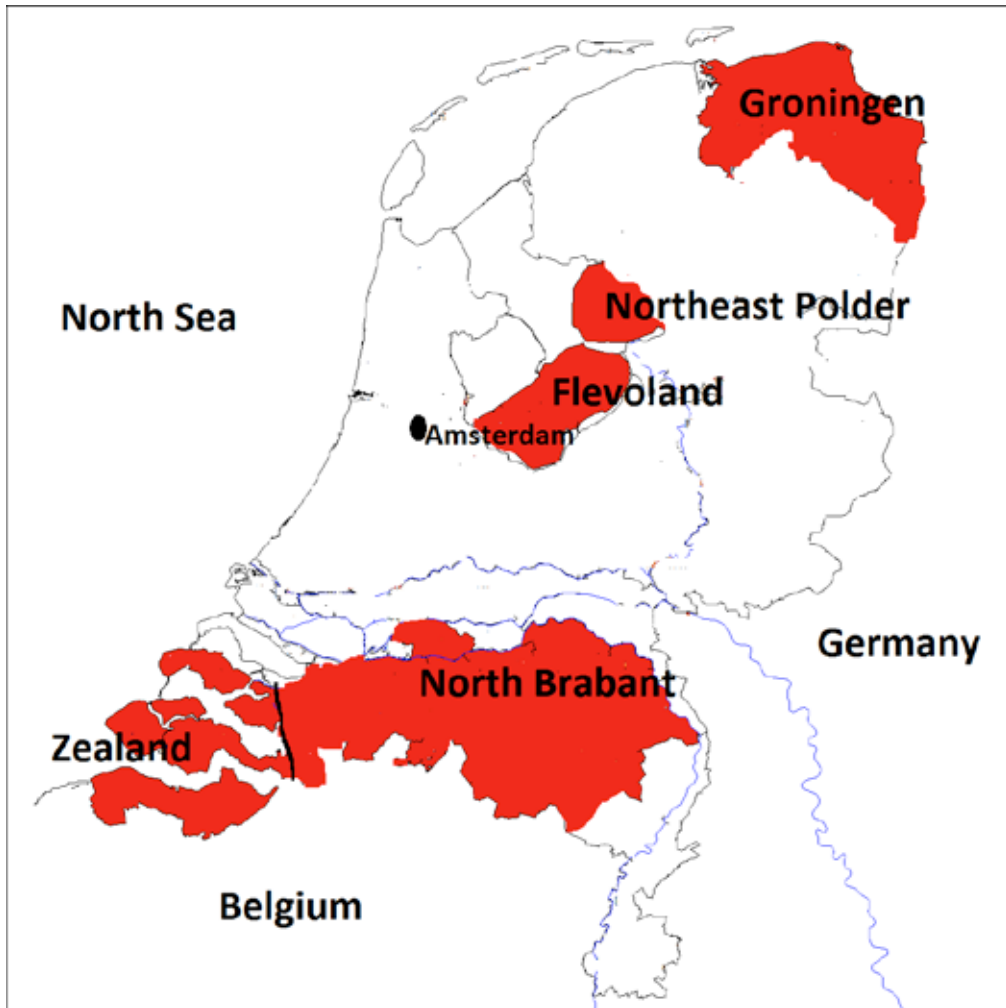 Groningen
Northeast Polder
North Sea
Flevoland
Amsterdam
Germany
North Brabant
Zealand
Belgium